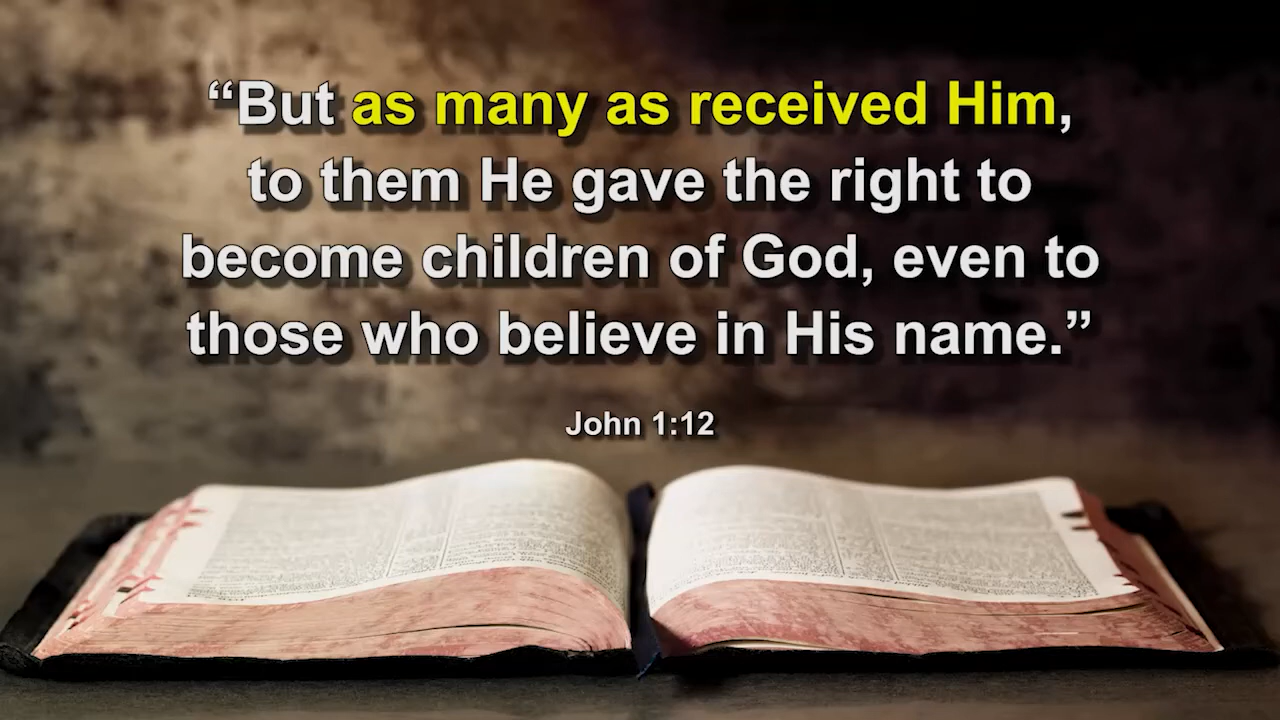 “But as many as received Him,
to them He gave the right to
become children of God, even to
those who believe in His name.”
John 1:12